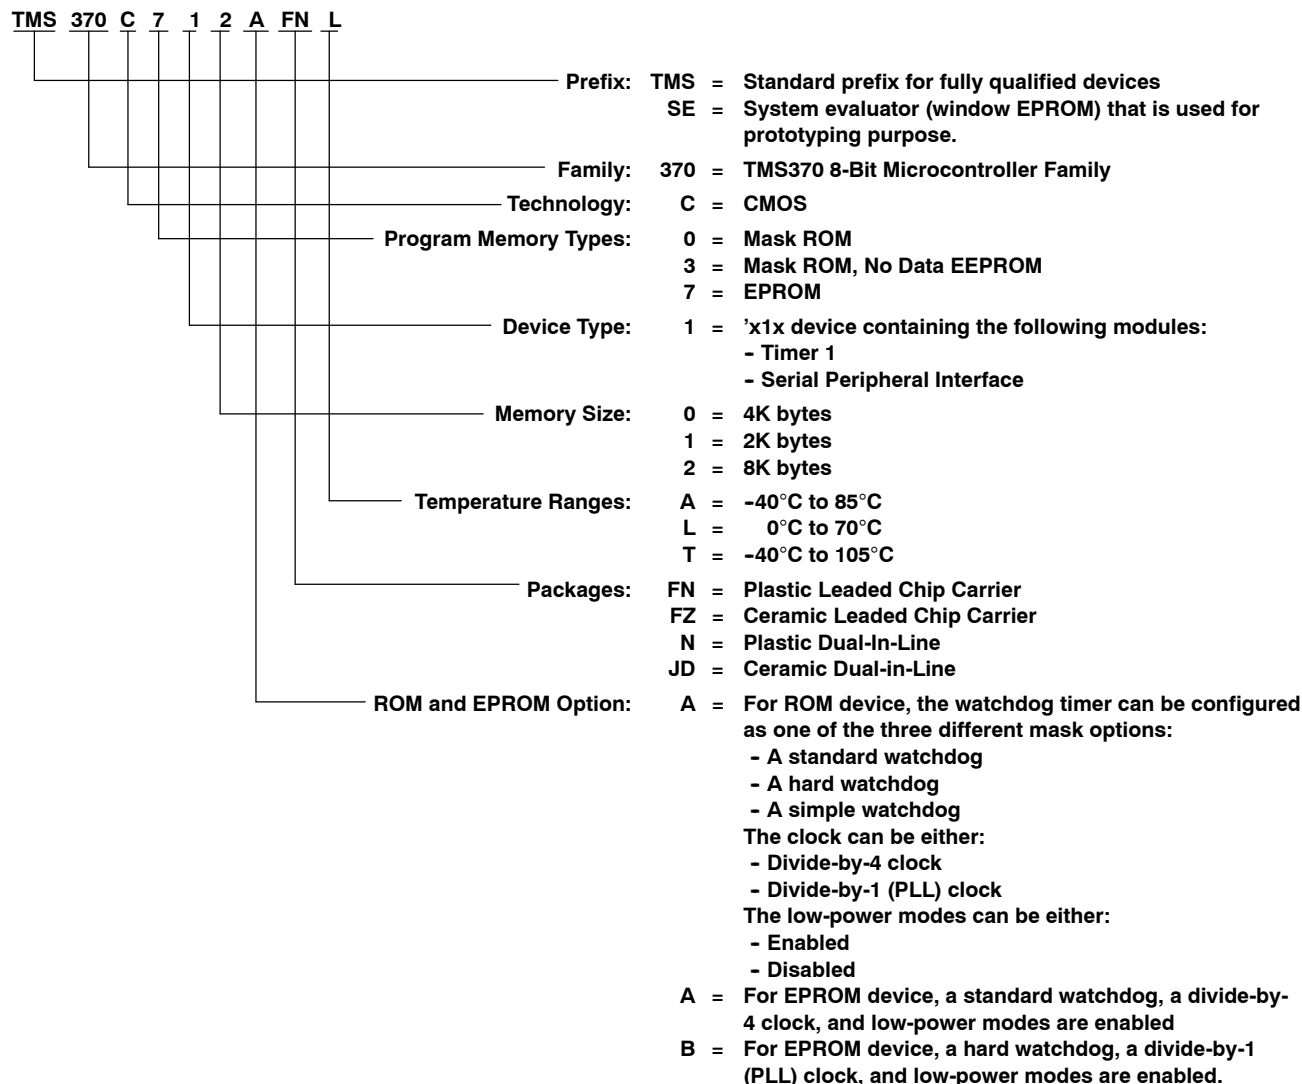 TMS 370 C 7 1 2 A FN L
Prefix: TMS = Standard prefix for fully qualified devices
SE = System evaluator (window EPROM) that is used for
prototyping purpose.
Family: 370 = TMS370 8-Bit Microcontroller Family
Technology: C = CMOS
Program Memory Types: 0 = Mask ROM
3 = Mask ROM, No Data EEPROM
7 = EPROM
Device Type: 1 = ’x1x device containing the following modules:
- Timer 1
- Serial Peripheral Interface
Memory Size: 0 = 4K bytes
1 = 2K bytes
2 = 8K bytes
Temperature Ranges: A = -40°C to 85°C
L = 0°C to 70°C
T = -40°C to 105°C
Packages: FN = Plastic Leaded Chip Carrier
FZ = Ceramic Leaded Chip Carrier
N = Plastic Dual-In-Line
JD = Ceramic Dual-in-Line
ROM and EPROM Option: A = For ROM device, the watchdog timer can be configured
as one of the three different mask options:
- A standard watchdog
- A hard watchdog
- A simple watchdog
The clock can be either:
- Divide-by-4 clock
- Divide-by-1 (PLL) clock
The low-power modes can be either:
- Enabled
- Disabled
A = For EPROM device, a standard watchdog, a divide-by-
4 clock, and low-power modes are enabled
B = For EPROM device, a hard watchdog, a divide-by-1
(PLL) clock, and low-power modes are enabled.